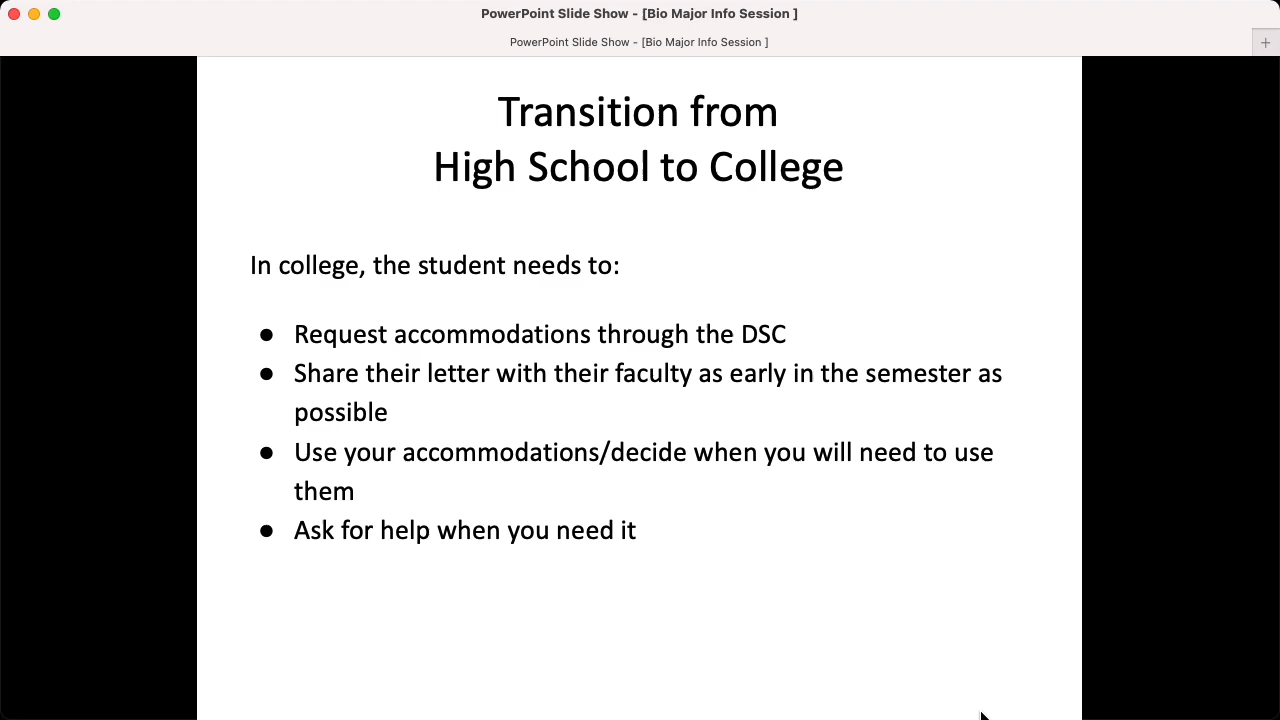 PowerPoint Slide Show - [Bio Major Info Session ]
PowerPoint Slide Show - [Bio Major Info Session ]
+
Transition from
High School to College
In college, the student needs to:
● Request accommodations through the DSC
● Share their letter with their faculty as early in the semester as
possible
● Use your accommodations/decide when you will need to use
them
● Ask for help when you need it